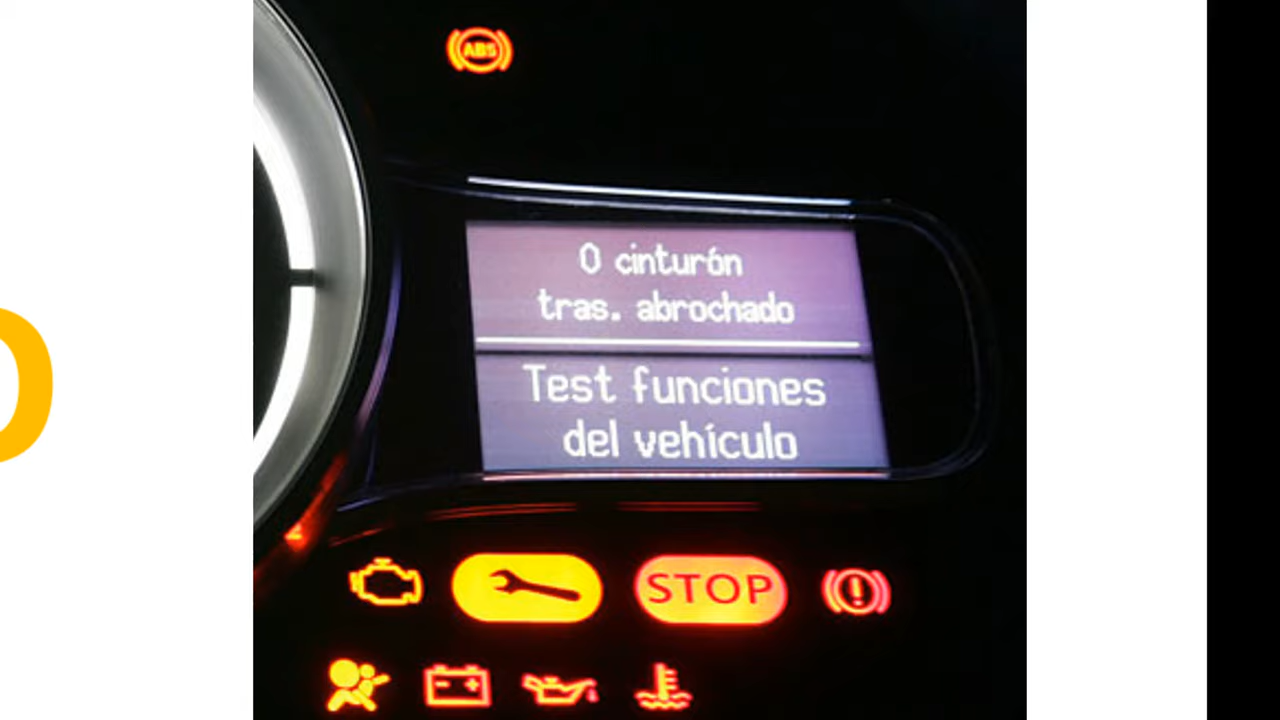 ABS
0 cinturón
tras. abrochado
Test funciones
del vehículo
STOP